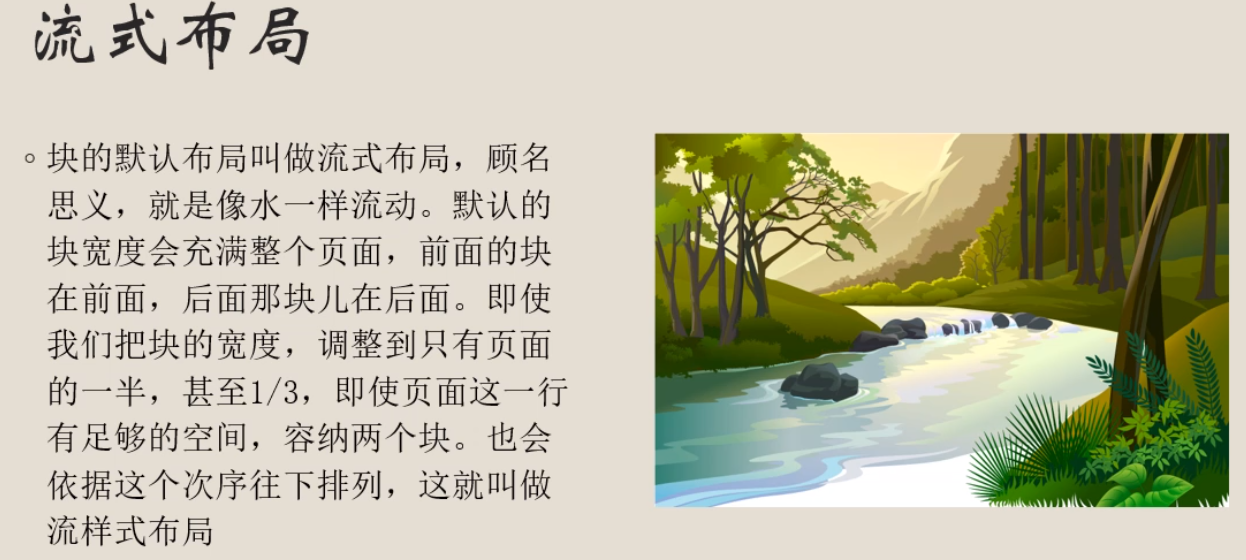 流式布局
块的默认布局叫做流式布局，顾名
思义，就是像水一样流动。默认的
块宽度会充满整个页面，前面的块
在前面，后面那块儿在后面。即使
我们把块的宽度，调整到只有页面
的一半，甚至1/3，即使页面这一行
有足够的空间，容纳两个块。也会
依据这个次序往下排列，这就叫做
流样式布局